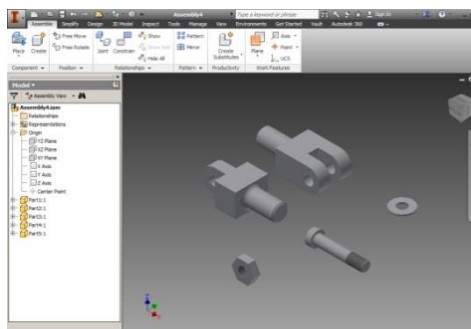 Assembly4
Type a keyword or phrase
Sign In
Assemble Simplify Design 3D Model Inspect Tools Manage View Environments Get Started Vault Autodesk 360
Place Create Free Move Free Rotate Joint Constrain Show Hide All Pattern Mirror Create Substitutes Plane Axis Point UCS
Component Position Relationships Pattern Productivity Work Features
Model
Assembly View
Assembly4.iam
Relationships
Representations
Origin
YZ Plane
XZ Plane
XY Plane
X Axis
Y Axis
Z Axis
Center Point
Part1:1
Part2:1
Part3:1
Part4:1
Part5:1